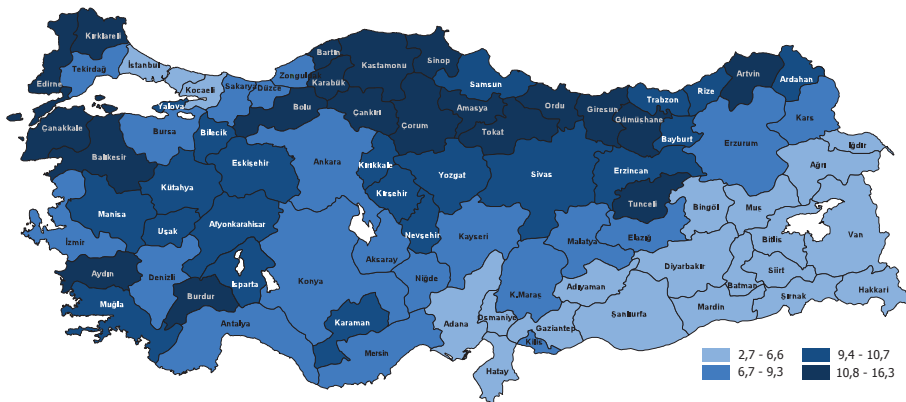 Kırklareli
Tekirdağ
İstanbul
Edirne
Kocaeli
Yalova
Sakarya
Düzce
Zonguldak
Bartın
Karabük
Kastamonu
Sinop
Samsun
Bolu
Çankırı
Çorum
Amasya
Tokat
Ordu
Giresun
Gümüşhane
Trabzon
Rize
Bayburt
Artvin
Ardahan
Kars
Iğdır
Ağrı
Erzurum
Çanakkale
Balıkesir
Bursa
Bilecik
Eskişehir
Ankara
Kırıkkale
Kırşehir
Yozgat
Sivas
Erzincan
Tunceli
Bingöl
Muş
Van
Bitlis
Kütahya
Manisa
Uşak
Afyonkarahisar
İzmir
Aydın
Denizli
Muğla
Burdur
Isparta
Antalya
Konya
Aksaray
Nevşehir
Kayseri
Niğde
Karaman
Mersin
Adana
Osmaniye
Hatay
K.Maraş
Malatya
Elazığ
Adıyaman
Gaziantep
Kilis
Şanlıurfa
Diyarbakır
Mardin
Batman
Siirt
Şırnak
Hakkari
2,7 - 6,6
6,7 - 9,3
9,4 - 10,7
10,8 - 16,3